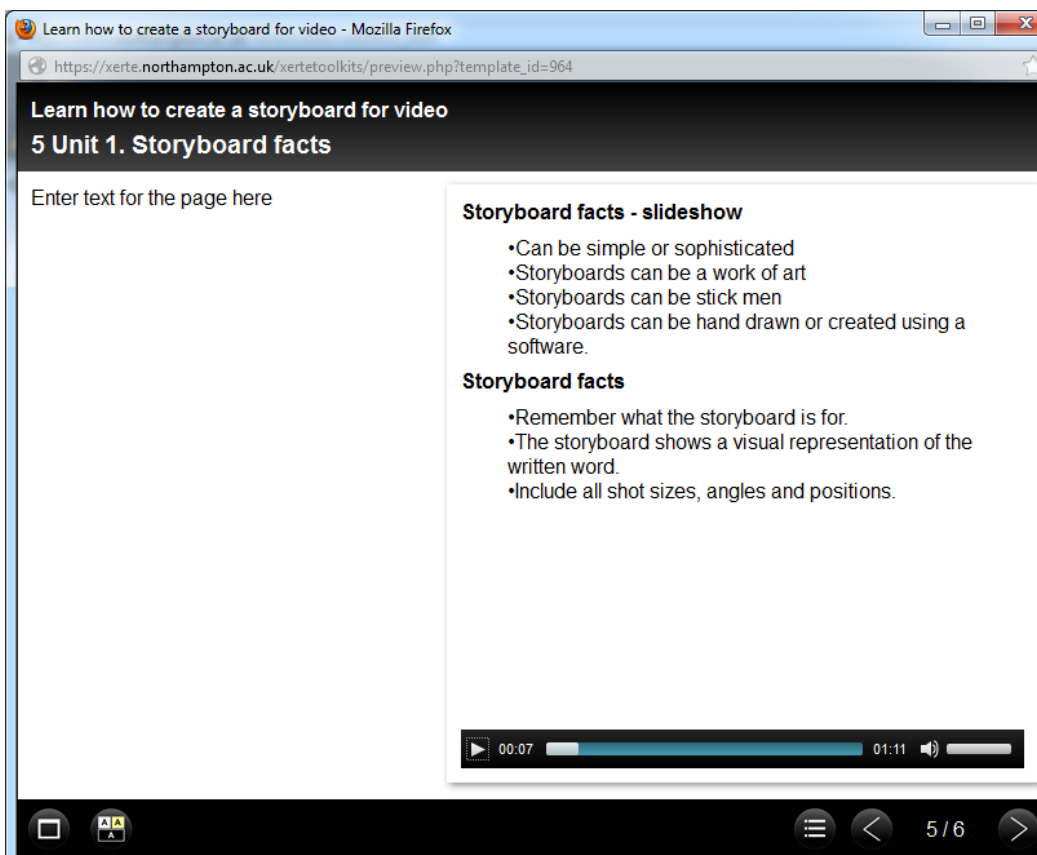 Learn how to create a storyboard for video - Mozilla Firefox
https://xerte.northampton.ac.uk/xertetoolkits/preview.php?template_id=964
Learn how to create a storyboard for video
5 Unit 1. Storyboard facts
Enter text for the page here
Storyboard facts - slideshow
•Can be simple or sophisticated
•Storyboards can be a work of art
•Storyboards can be stick men
•Storyboards can be hand drawn or created using a
software.
Storyboard facts
•Remember what the storyboard is for.
•The storyboard shows a visual representation of the
written word.
•Include all shot sizes, angles and positions.
00:07 01:11
A A
A
5 / 6